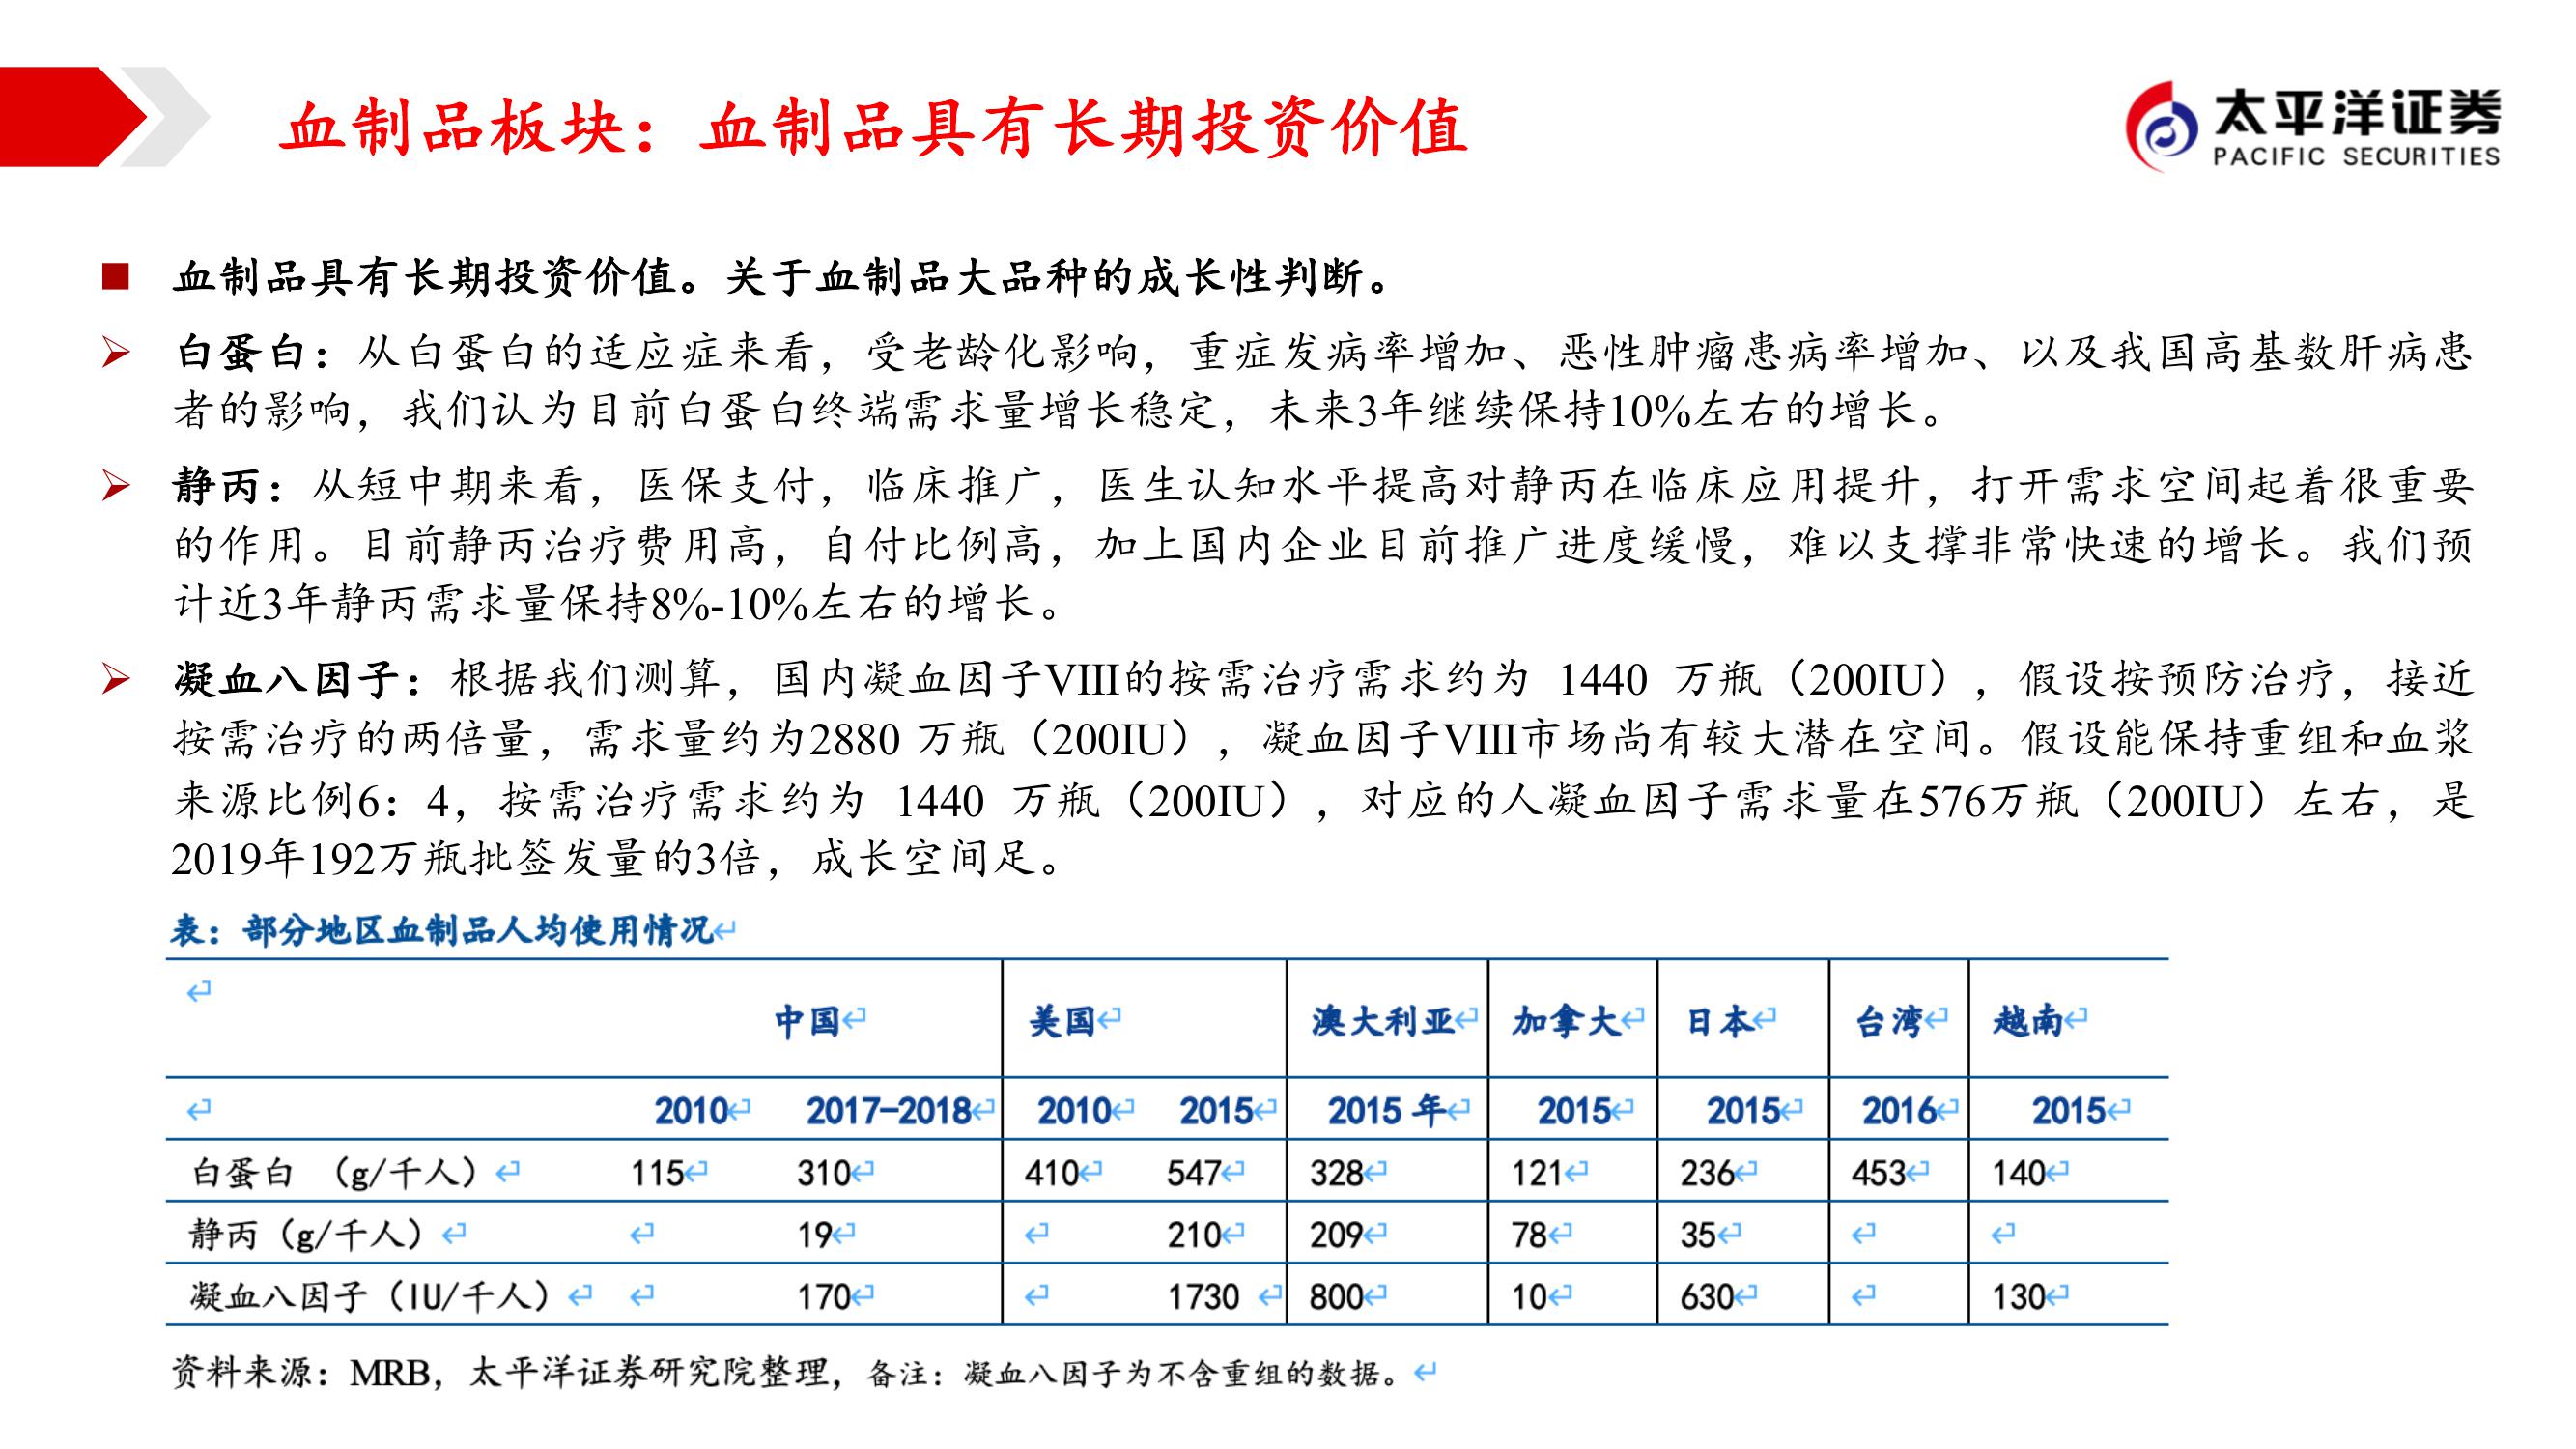 血制品板块：血制品具有长期投资价值
太平洋证券
PACIFIC SECURITIES
血制品具有长期投资价值。关于血制品大品种的成长性判断。
白蛋白：从白蛋白的适应症来看，受老龄化影响，重症发病率增加、恶性肿瘤患病率增加、以及我国高基数肝病患
者的影响，我们认为目前白蛋白终端需求量增长稳定，未来3年继续保持10%左右的增长。
静丙：从短中期来看，医保支付，临床推广，医生认知水平提高对静丙在临床应用提升，打开需求空间起着很重要
的作用。目前静丙治疗费用高，自付比例高，加上国内企业目前推广进度缓慢，难以支撑非常快速的增长。我们预
计近3年静丙需求量保持8%-10%左右的增长。
凝血八因子：根据我们测算，国内凝血因子VIII的按需治疗需求约为 1440 万瓶（200IU），假设按预防治疗，接近
按需治疗的两倍量，需求量约为2880 万瓶（200IU），凝血因子VIII市场尚有较大潜在空间。假设能保持重组和血浆
来源比例6：4，按需治疗需求约为 1440 万瓶（200IU），对应的人凝血因子需求量在576万瓶（200IU）左右，是
2019年192万瓶批签发量的3倍，成长空间足。
表：部分地区血制品人均使用情况
中国 美国 澳大利亚 加拿大 日本 台湾 越南
2010 2017-2018 2010 2015 2015 年 2015 2015 2016 2015
白蛋白 （g/千人） 115 310 410 547 328 121 236 453 140
静丙（g/千人） 19 210 209 78 35
凝血八因子（IU/千人） 170 1730 800 10 630 130
资料来源：MRB，太平洋证券研究院整理，备注：凝血八因子为不含重组的数据。